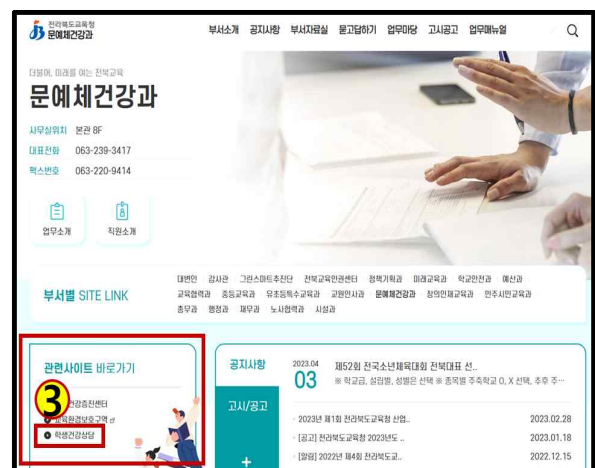 전라북도교육청
문예체건강과
부서소개 공지사항 부서자료실 묻고답하기 업무마당 고시공고 업무매뉴얼
더불어, 미래를 여는 전북교육
문예체건강과
사무실위치 본관 8F
대표전화 063-239-3417
팩스번호 063-220-9414
업무소개 직원소개
부서별 SITE LINK
대변인 감사관 그린스마트추진단 전북교육인권센터 정책기획과 미래교육과 학교안전과 예산과
교육협력과 중등교육과 유초등특수교육과 교원인사과 문예체건강과 창의인재교육과 민주시민교육과
총무과 행정과 재무과 노사협력과 시설과
관련사이트 바로가기
3
건강증진센터
교육환경보호구역
학생건강상담
공지사항
고시/공고
+
2023.04
03
제52회 전국소년체육대회 전북대표 선..
※ 학교급, 설립별, 성별은 선택 ※ 종목별 주축학교 O, X 선택, 추후 주…
· 2023년 제1회 전라북도교육청 산업.. 2023.02.28
· [공고] 전라북도교육청 2023년도 .. 2023.01.18
· [알림] 2022년 제4회 전라북도교.. 2022.12.15